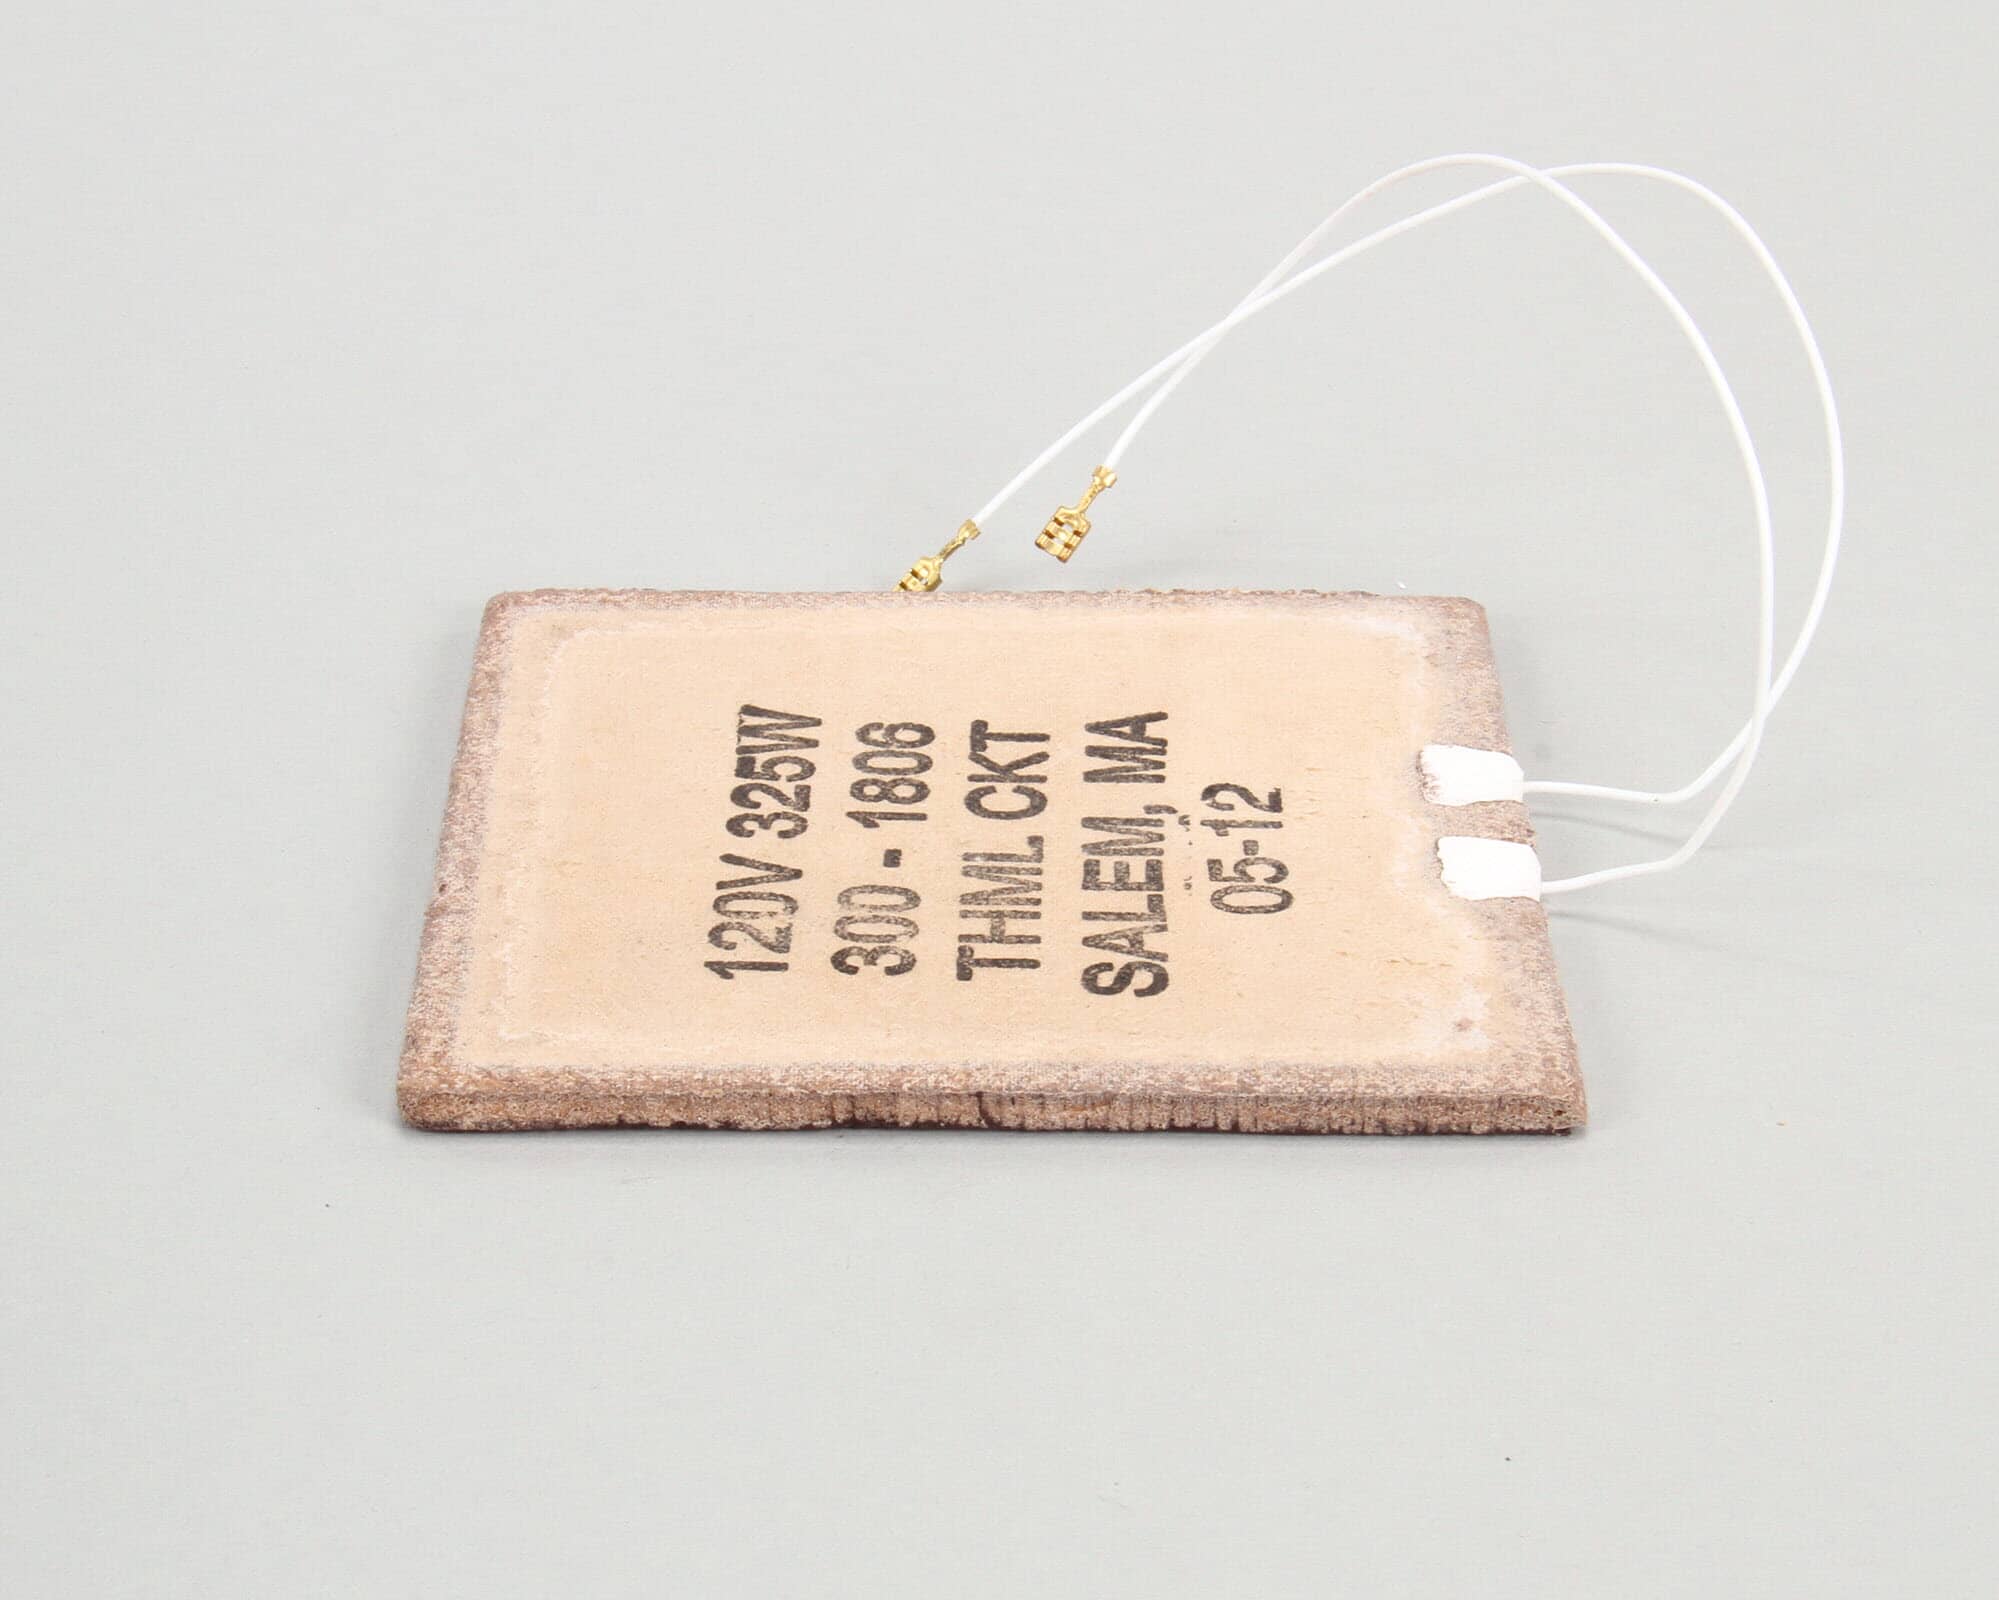 120V 325W
300 - 1806
THML CKT
SALEM, MA
05-12